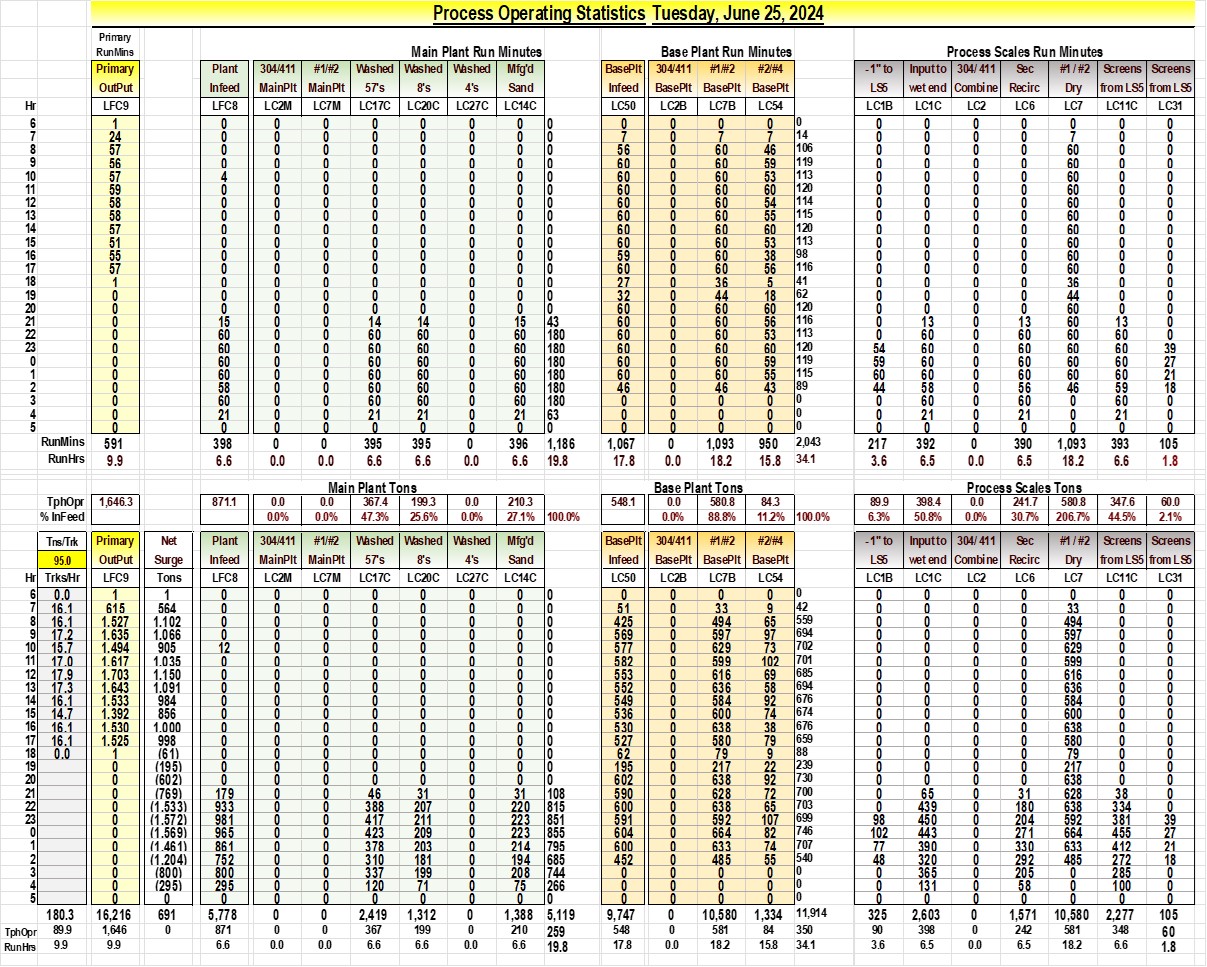 Process Operating Statistics Tuesday, June 25, 2024
Primary
RunMins Main Plant Run Minutes Base Plant Run Minutes Process Scales Run Minutes
Primary Plant 304/411 #1/#2 Washed Washed Washed Mfg'd BasePlt 304/411 #1/#2 #2/#4 -1" to Input to 304/ 411 Sec #1 / #2 Screens Screens
OutPut Infeed MainPlt MainPlt 57's 8's 4's Sand Infeed BasePlt BasePlt BasePlt LS5 wet end Combine Recirc Dry from LS5 from LS5
Hr LFC9 LFC8 LC2M LC7M LC17C LC20C LC27C LC14C LC50 LC2B LC7B LC54 LC1B LC1C LC2 LC6 LC7 LC11C LC31
6 1 0 0 0 0 0 0 0 0 0 0 0 0 0 0 0 0 0 0 0 0
7 24 0 0 0 0 0 0 0 0 7 0 7 7 14 0 0 0 0 7 0 0
8 57 0 0 0 0 0 0 0 0 56 0 60 46 106 0 0 0 0 60 0 0
9 56 0 0 0 0 0 0 0 0 60 0 60 59 119 0 0 0 0 60 0 0
10 57 4 0 0 0 0 0 0 0 60 0 60 53 113 0 0 0 0 60 0 0
11 59 0 0 0 0 0 0 0 0 60 0 60 60 120 0 0 0 0 60 0 0
12 58 0 0 0 0 0 0 0 0 60 0 60 54 114 0 0 0 0 60 0 0
13 58 0 0 0 0 0 0 0 0 60 0 60 55 115 0 0 0 0 60 0 0
14 57 0 0 0 0 0 0 0 0 60 0 60 60 120 0 0 0 0 60 0 0
15 51 0 0 0 0 0 0 0 0 60 0 60 53 113 0 0 0 0 60 0 0
16 55 0 0 0 0 0 0 0 0 59 0 60 38 98 0 0 0 0 60 0 0
17 57 0 0 0 0 0 0 0 0 60 0 60 56 116 0 0 0 0 60 0 0
18 1 0 0 0 0 0 0 0 0 27 0 36 5 41 0 0 0 0 36 0 0
19 0 0 0 0 0 0 0 0 0 32 0 44 18 62 0 0 0 0 44 0 0
20 0 0 0 0 0 0 0 0 0 60 0 60 60 120 0 0 0 0 60 0 0
21 0 15 0 0 14 14 0 15 43 60 0 60 56 116 0 13 0 13 60 13 0
22 0 60 0 0 60 60 0 60 180 60 0 60 53 113 0 60 0 60 60 60 0
23 0 60 0 0 60 60 0 60 180 60 0 60 60 120 54 60 0 60 60 60 39
0 0 60 0 0 60 60 0 60 180 60 0 60 59 119 59 60 0 60 60 60 27
1 0 60 0 0 60 60 0 60 180 60 0 60 55 115 60 60 0 60 60 60 21
2 0 58 0 0 60 60 0 60 180 46 0 46 43 89 44 58 0 56 46 59 18
3 0 60 0 0 60 60 0 60 180 0 0 0 0 0 0 60 0 60 0 60 0
4 0 21 0 0 21 21 0 21 63 0 0 0 0 0 0 21 0 21 0 21 0
5 0 0 0 0 0 0 0 0 0 0 0 0 0 0 0 0 0 0 0 0 0
RunMins 591 398 0 0 395 395 0 396 1,186 1,067 0 1,093 950 2,043 217 392 0 390 1,093 393 105
RunHrs 9.9 6.6 0.0 0.0 6.6 6.6 0.0 6.6 19.8 17.8 0.0 18.2 15.8 34.1 3.6 6.5 0.0 6.5 18.2 6.6 1.8
Main Plant Tons Base Plant Tons Process Scales Tons
TphOpr 1,646.3 871.1 0.0 0.0 367.4 199.3 0.0 210.3 548.1 0.0 580.8 84.3 89.9 398.4 0.0 241.7 580.8 347.6 60.0
% InFeed 0.0% 0.0% 47.3% 25.6% 0.0% 27.1% 100.0% 0.0% 88.8% 11.2% 100.0% 6.3% 50.8% 0.0% 30.7% 206.7% 44.5% 2.1%
Tns/Trk Primary Net Plant 304/411 #1/#2 Washed Washed Washed Mfg'd BasePlt 304/411 #1/#2 #2/#4 -1" to Input to 304/ 411 Sec #1 / #2 Screens Screens
95.0 OutPut Surge Infeed MainPlt MainPlt 57's 8's 4's Sand Infeed BasePlt BasePlt BasePlt LS5 wet end Combine Recirc Dry from LS5 from LS5
Hr Trks/Hr LFC9 Tons LFC8 LC2M LC7M LC17C LC20C LC27C LC14C LC50 LC2B LC7B LC54 LC1B LC1C LC2 LC6 LC7 LC11C LC31
6 0.0 1 1 0 0 0 0 0 0 0 0 0 0 0 0 0 0 0 0 0 0 0 0
7 16.1 615 564 0 0 0 0 0 0 0 0 51 0 33 9 42 0 0 0 0 33 0 0
8 16.1 1.527 1.102 0 0 0 0 0 0 0 0 425 0 494 65 559 0 0 0 0 494 0 0
9 17.2 1.635 1.066 0 0 0 0 0 0 0 0 569 0 597 97 694 0 0 0 0 597 0 0
10 15.7 1.494 905 12 0 0 0 0 0 0 0 577 0 629 73 702 0 0 0 0 629 0 0
11 17.0 1.617 1.035 0 0 0 0 0 0 0 0 582 0 599 102 701 0 0 0 0 599 0 0
12 17.9 1.703 1.150 0 0 0 0 0 0 0 0 553 0 616 69 685 0 0 0 0 616 0 0
13 17.3 1.643 1.091 0 0 0 0 0 0 0 0 552 0 636 58 694 0 0 0 0 636 0 0
14 16.1 1.533 984 0 0 0 0 0 0 0 0 549 0 584 92 676 0 0 0 0 584 0 0
15 14.7 1.392 856 0 0 0 0 0 0 0 0 536 0 600 74 674 0 0 0 0 600 0 0
16 16.1 1.530 1.000 0 0 0 0 0 0 0 0 530 0 638 38 676 0 0 0 0 638 0 0
17 16.1 1.525 998 0 0 0 0 0 0 0 0 527 0 580 79 659 0 0 0 0 580 0 0
18 0.0 1 (61) 0 0 0 0 0 0 0 0 62 0 79 9 88 0 0 0 0 79 0 0
19 0 (195) 0 0 0 0 0 0 0 0 195 0 217 22 239 0 0 0 0 217 0 0
20 0 (602) 0 0 0 0 0 0 0 0 602 0 638 92 730 0 0 0 0 638 0 0
21 0 (769) 179 0 0 46 31 0 31 108 590 0 628 72 700 0 65 0 31 628 38 0
22 0 (1.533) 933 0 0 388 207 0 220 815 600 0 638 65 703 0 439 0 180 638 334 0
23 0 (1.572) 981 0 0 417 211 0 223 851 591 0 592 107 699 98 450 0 204 592 381 39
0 0 (1.569) 965 0 0 423 209 0 223 855 604 0 664 82 746 102 443 0 271 664 455 27
1 0 (1.461) 861 0 0 378 203 0 214 795 600 0 633 74 707 77 390 0 330 633 412 21
2 0 (1.204) 752 0 0 310 181 0 194 685 452 0 485 55 540 48 320 0 292 485 272 18
3 0 (800) 800 0 0 337 199 0 208 744 0 0 0 0 0 0 365 0 205 0 285 0
4 0 (295) 295 0 0 120 71 0 75 266 0 0 0 0 0 0 131 0 58 0 100 0
5 0 0 0 0 0 0 0 0 0 0 0 0 0 0 0 0 0 0 0 0 0 0
180.3 16,216 691 5,778 0 0 2,419 1,312 0 1,388 5,119 9,747 0 10,580 1,334 11,914 325 2,603 0 1,571 10,580 2,277 105
TphOpr 89.9 1,646 0 871 0 0 367 199 0 210 259 548 0 581 84 350 90 398 0 242 581 348 60
RunHrs 9.9 9.9 6.6 0.0 0.0 6.6 6.6 0.0 6.6 19.8 17.8 0.0 18.2 15.8 34.1 3.6 6.5 0.0 6.5 18.2 6.6 1.8